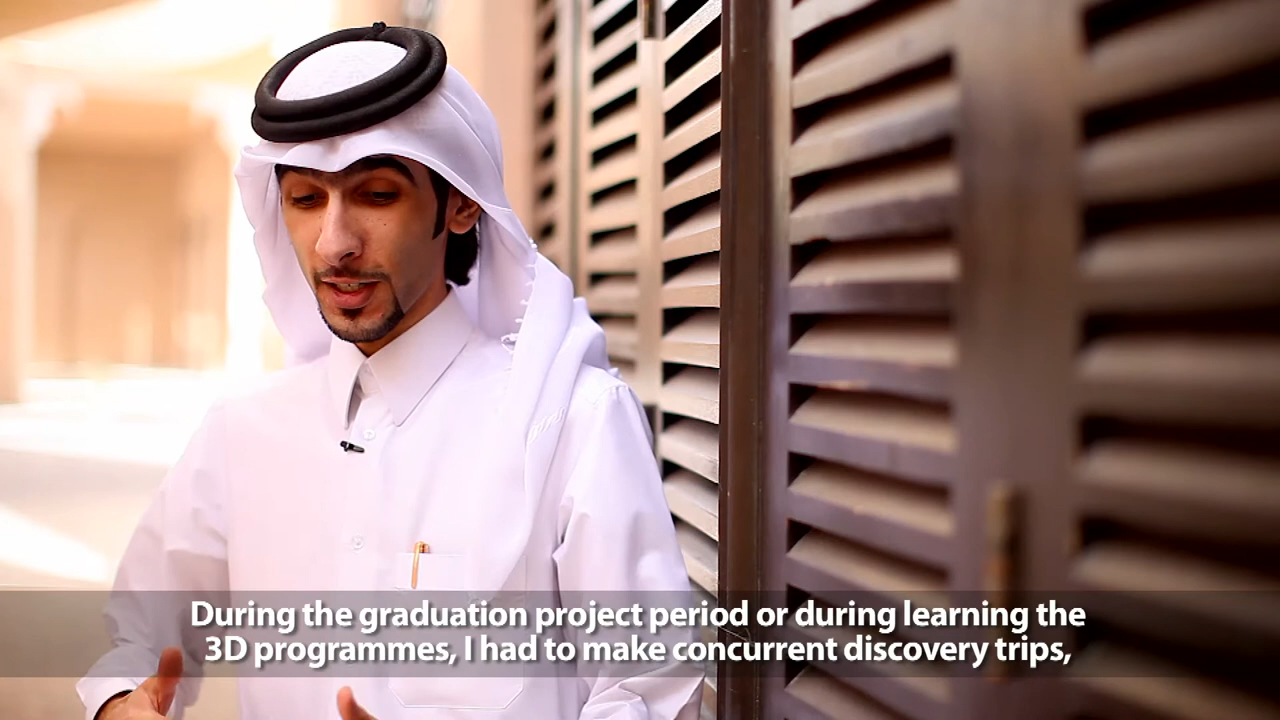 During the graduation project period or during learning the
3D programmes, I had to make concurrent discovery trips,